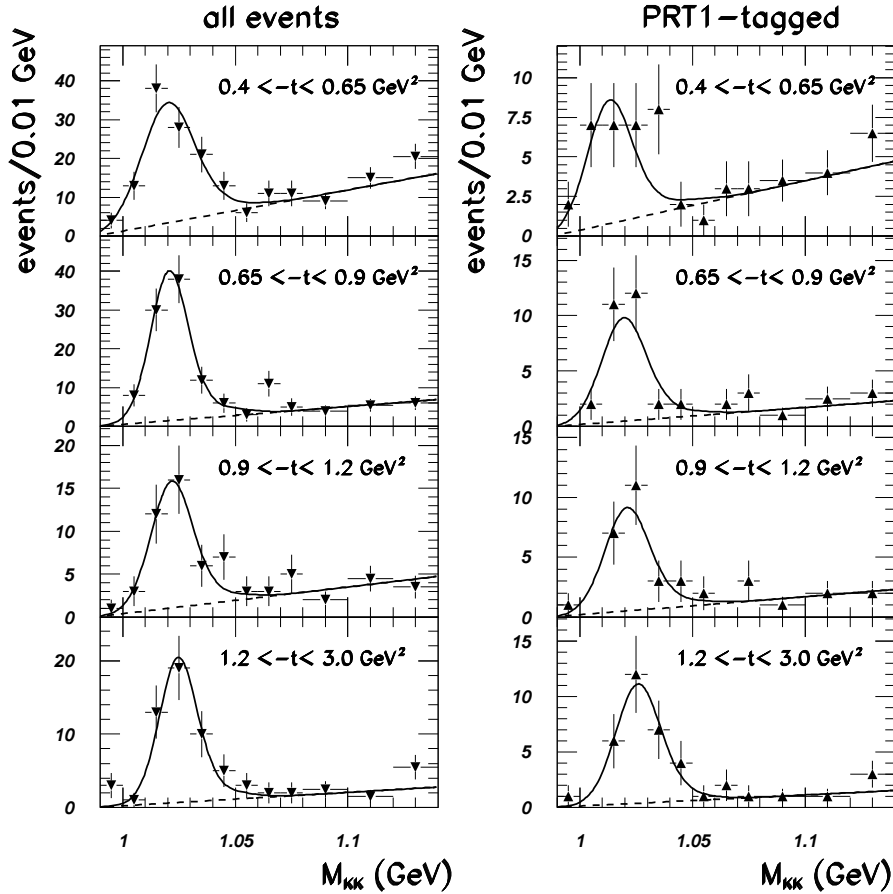 all events
PRT1-tagged
events/0.01 GeV
events/0.01 GeV
0.4 <-t< 0.65 GeV²
40
30
20
10
0
0.4 <-t< 0.65 GeV²
10
7.5
5
2.5
0
0.65 <-t< 0.9 GeV²
40
30
20
10
0
0.65 <-t< 0.9 GeV²
15
10
5
0
0.9 <-t< 1.2 GeV²
20
15
10
5
0
0.9 <-t< 1.2 GeV²
15
10
5
0
1.2 <-t< 3.0 GeV²
20
10
0
1.2 <-t< 3.0 GeV²
15
10
5
0
1 1.05 1.1
1 1.05 1.1
M_KK (GeV)
M_KK (GeV)